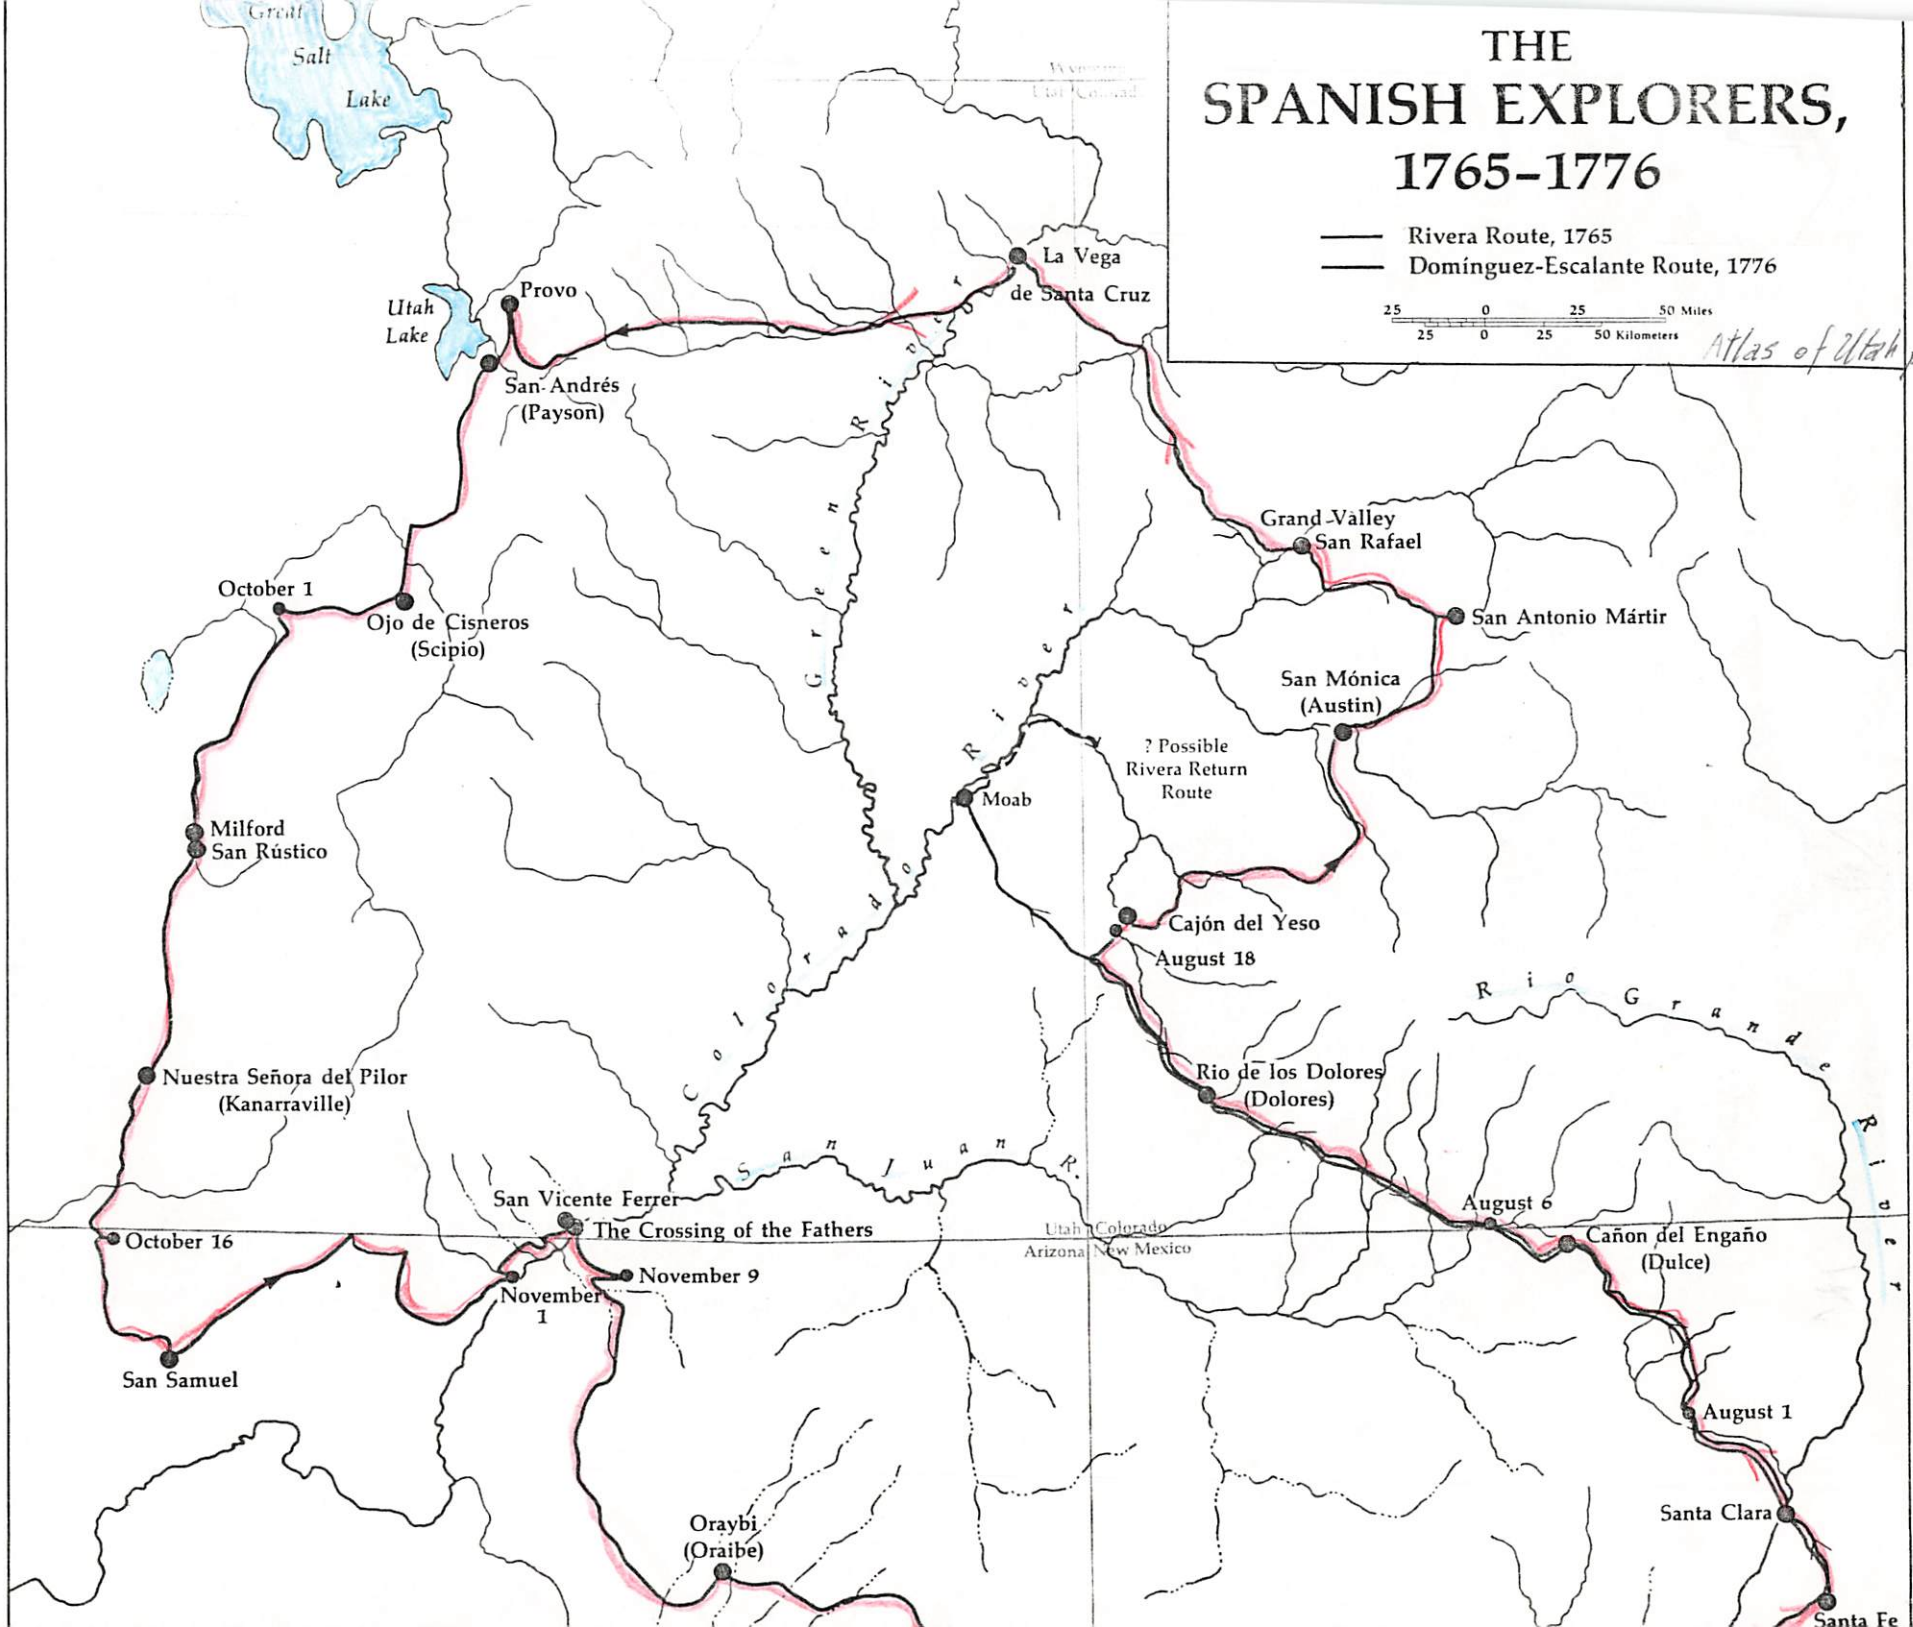 THE
SPANISH EXPLORERS,
1765–1776
Rivera Route, 1765
Domínguez-Escalante Route, 1776
25 0 25 50 Miles
25 0 25 50 Kilometers
Atlas of Utah
Great
Salt
Lake
Wyoming
Utah Colorado
La Vega
de Santa Cruz
Provo
Utah
Lake
San Andrés
(Payson)
Green River
Grand Valley
San Rafael
October 1
Ojo de Cisneros
(Scipio)
San Antonio Mártir
San Mónica
(Austin)
? Possible
Rivera Return
Route
Moab
Colorado River
Milford
San Rústico
Cajón del Yeso
August 18
Rio Grande River
Rio de los Dolores
(Dolores)
Nuestra Señora del Pilor
(Kanarraville)
San Juan R.
San Vicente Ferrer
The Crossing of the Fathers
August 6
Utah Colorado
Arizona New Mexico
Cañon del Engaño
(Dulce)
October 16
November 9
November
1
San Samuel
August 1
Santa Clara
Oraybi
(Oraibe)
Santa Fe